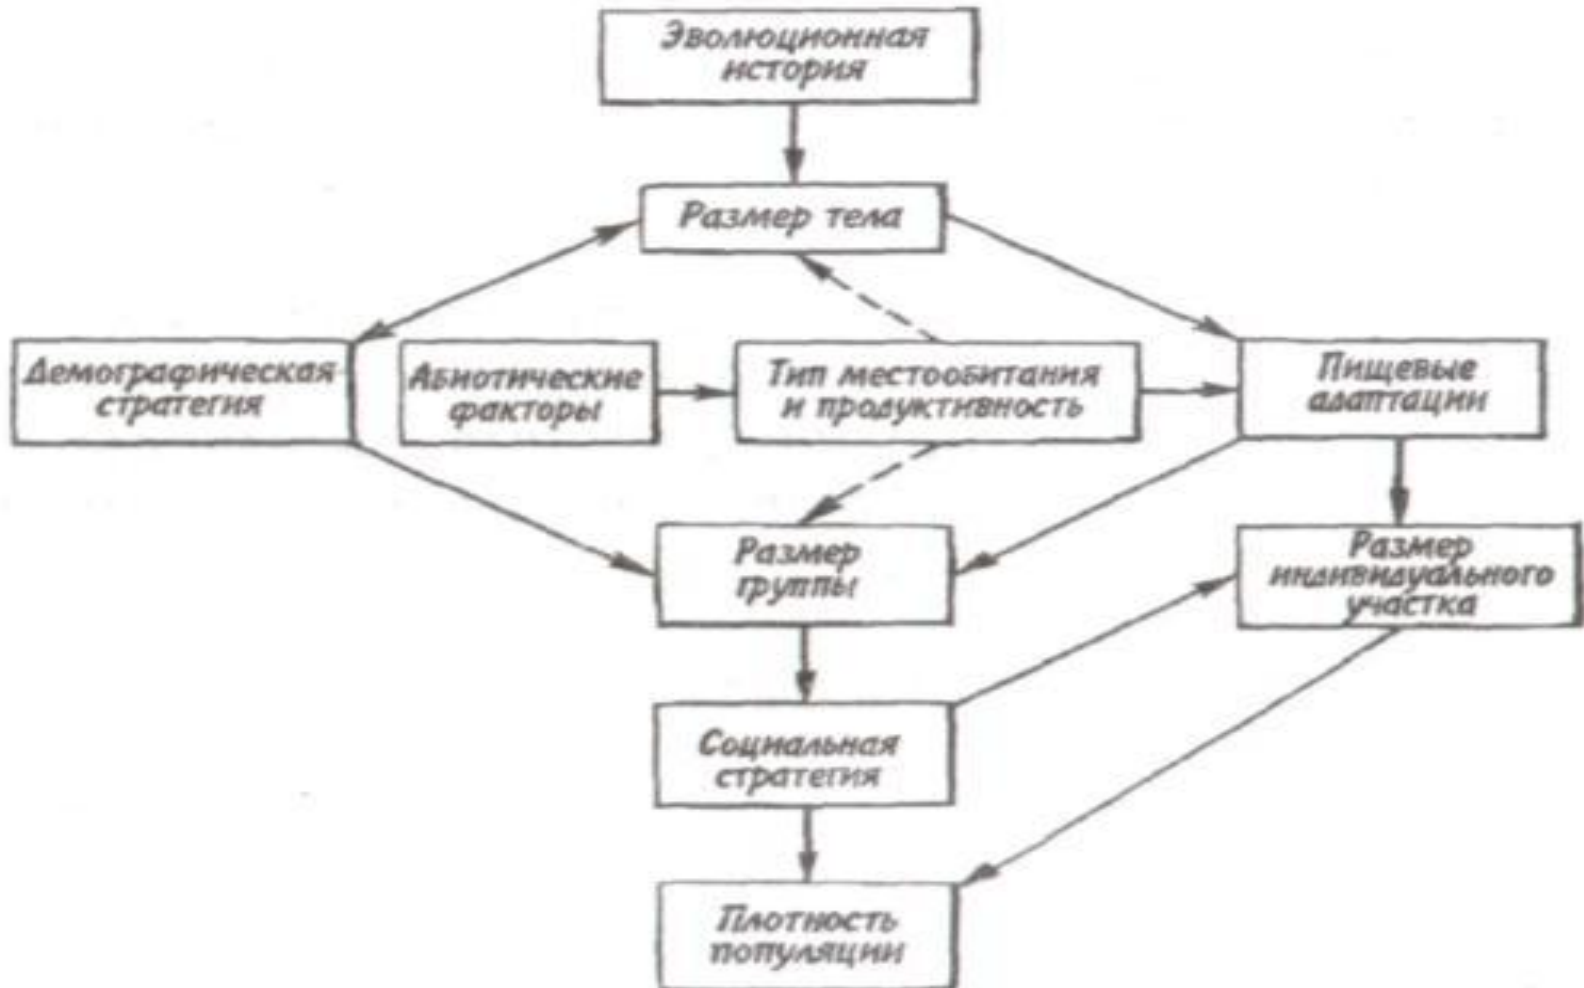 Эволюционная
история
Размер тела
Демографическая
стратегия
Абиотические
факторы
Тип местообитания
и продуктивность
Пищевые
адаптации
Размер
группы
Размер
индивидуального
участка
Социальная
стратегия
Плотность
популяции